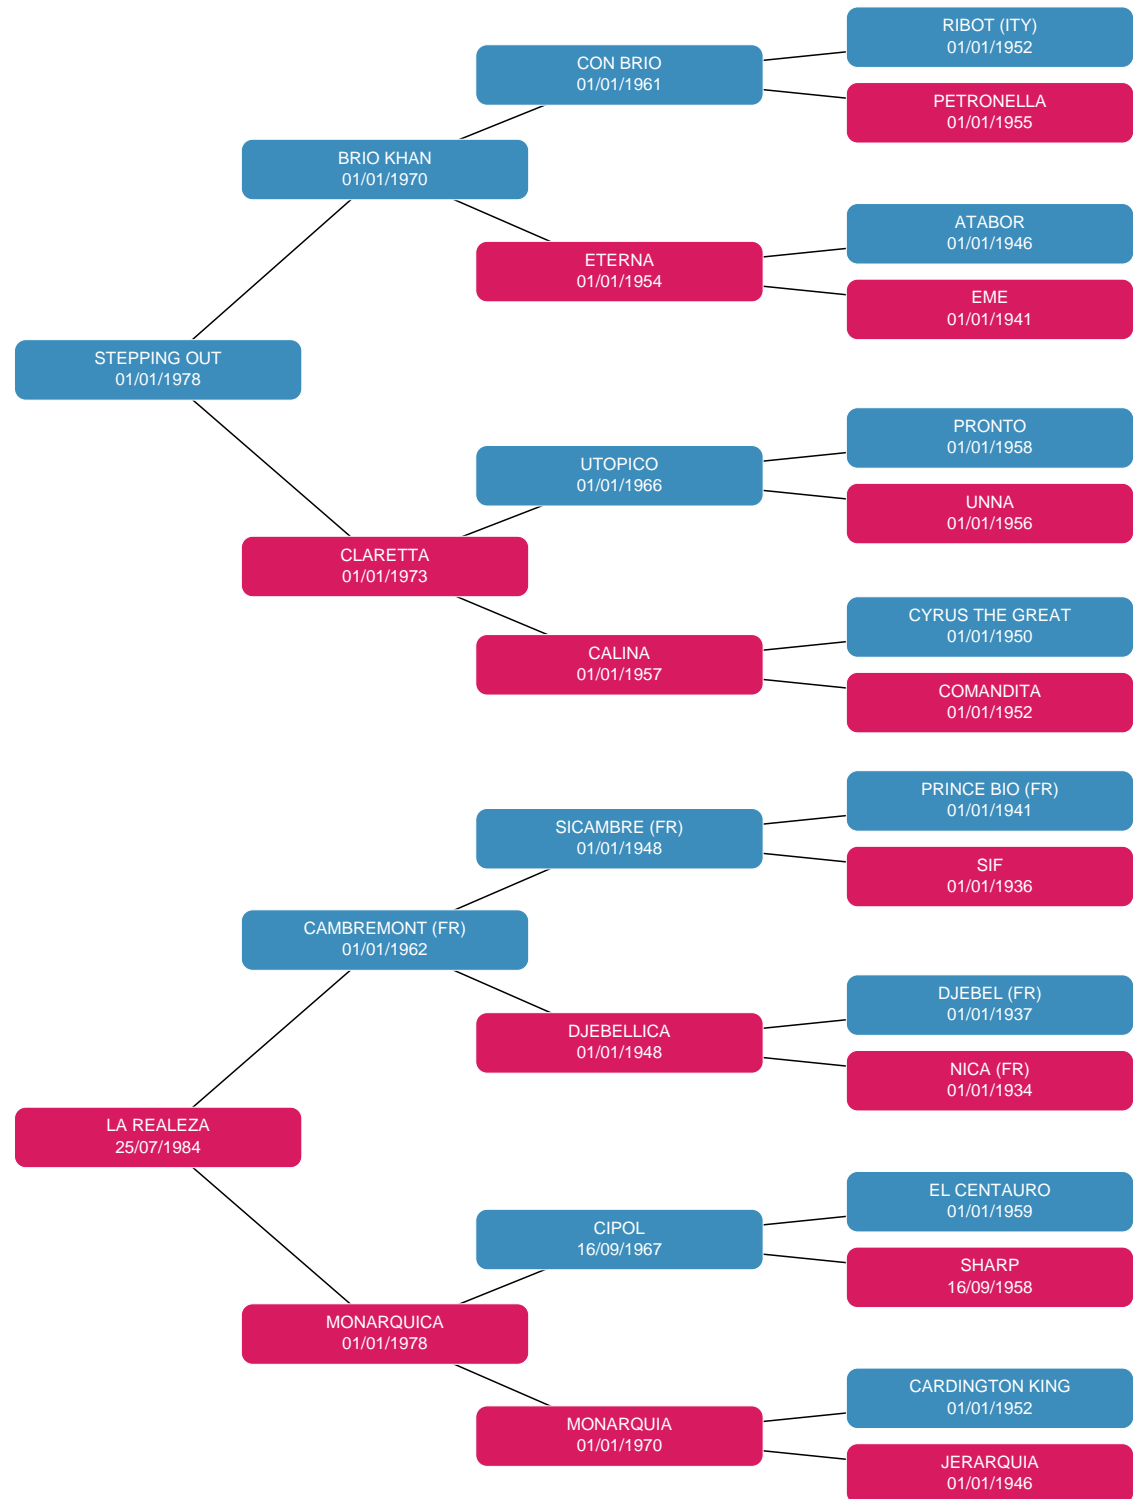 RIBOT (ITY)
01/01/1952
CON BRIO
01/01/1961
PETRONELLA
01/01/1955
BRIO KHAN
01/01/1970
ATABOR
01/01/1946
ETERNA
01/01/1954
EME
01/01/1941
STEPPING OUT
01/01/1978
PRONTO
01/01/1958
UTOPICO
01/01/1966
UNNA
01/01/1956
CLARETTA
01/01/1973
CYRUS THE GREAT
01/01/1950
CALINA
01/01/1957
COMANDITA
01/01/1952
PRINCE BIO (FR)
01/01/1941
SICAMBRE (FR)
01/01/1948
SIF
01/01/1936
CAMBREMONT (FR)
01/01/1962
DJEBEL (FR)
01/01/1937
DJEBELLICA
01/01/1948
NICA (FR)
01/01/1934
LA REALEZA
25/07/1984
EL CENTAURO
01/01/1959
CIPOL
16/09/1967
SHARP
16/09/1958
MONARQUICA
01/01/1978
CARDINGTON KING
01/01/1952
MONARQUIA
01/01/1970
JERARQUIA
01/01/1946